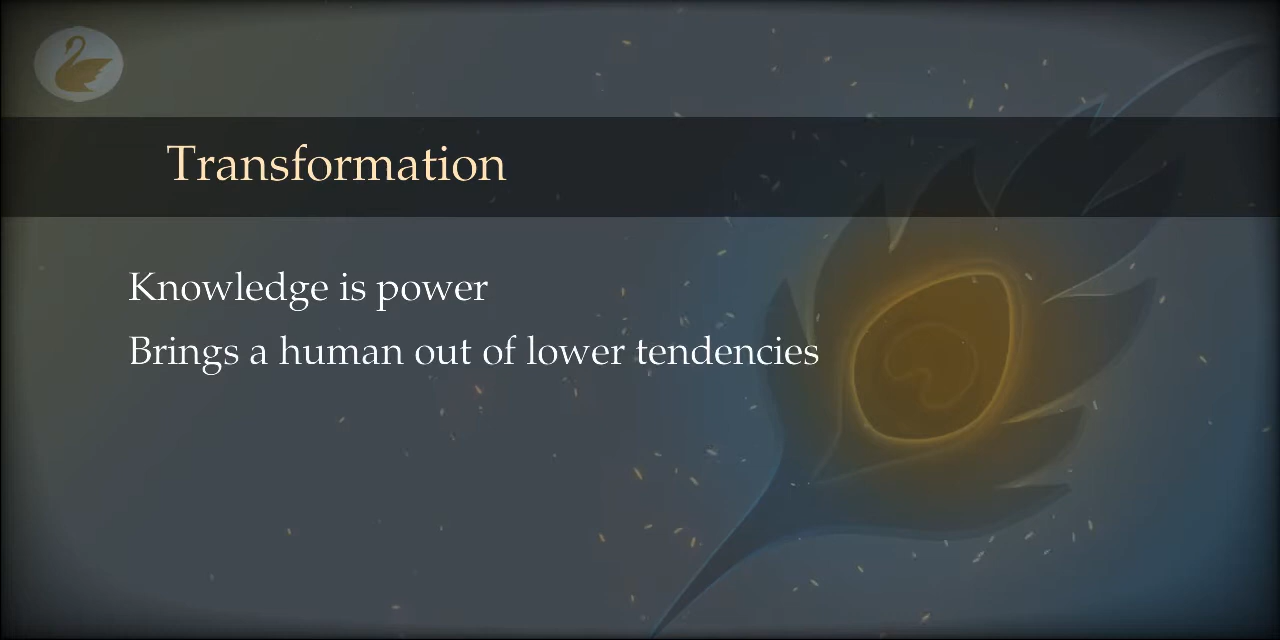 Transformation
Knowledge is power
Brings a human out of lower tendencies